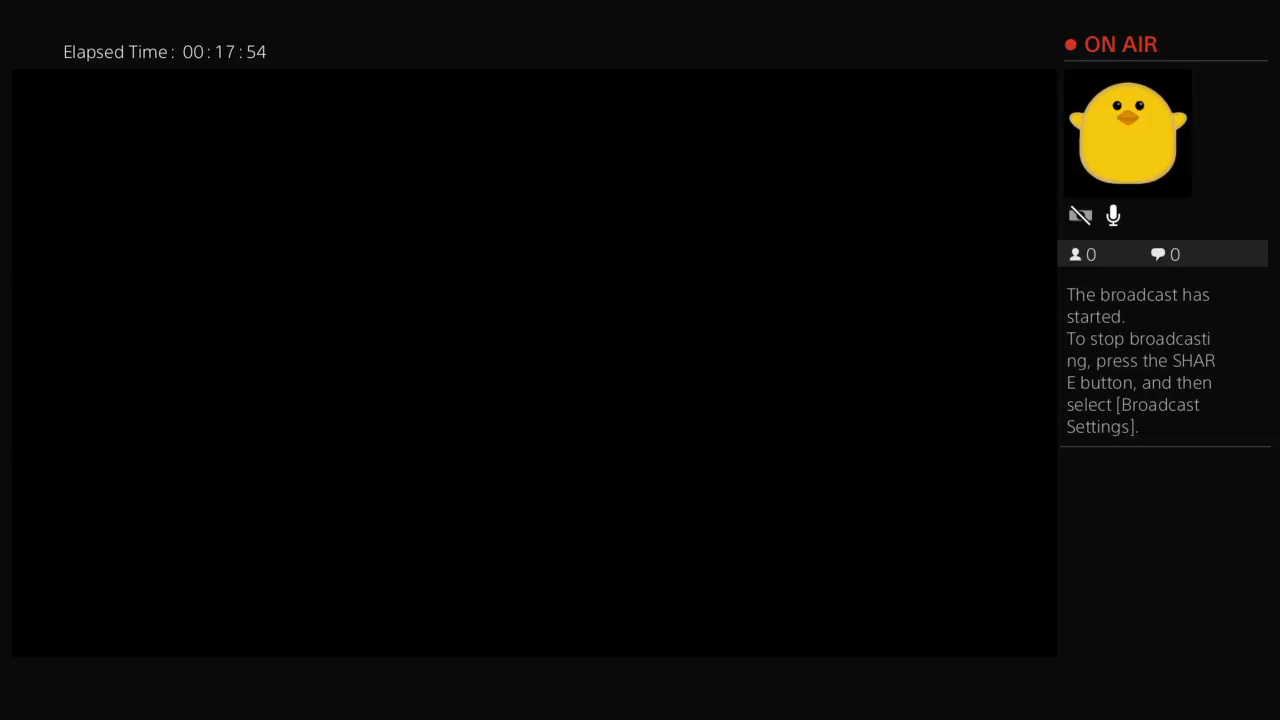 Elapsed Time: 00:17:54
ON AIR
0 0
The broadcast has
started.
To stop broadcasti
ng, press the SHAR
E button, and then
select [Broadcast
Settings].